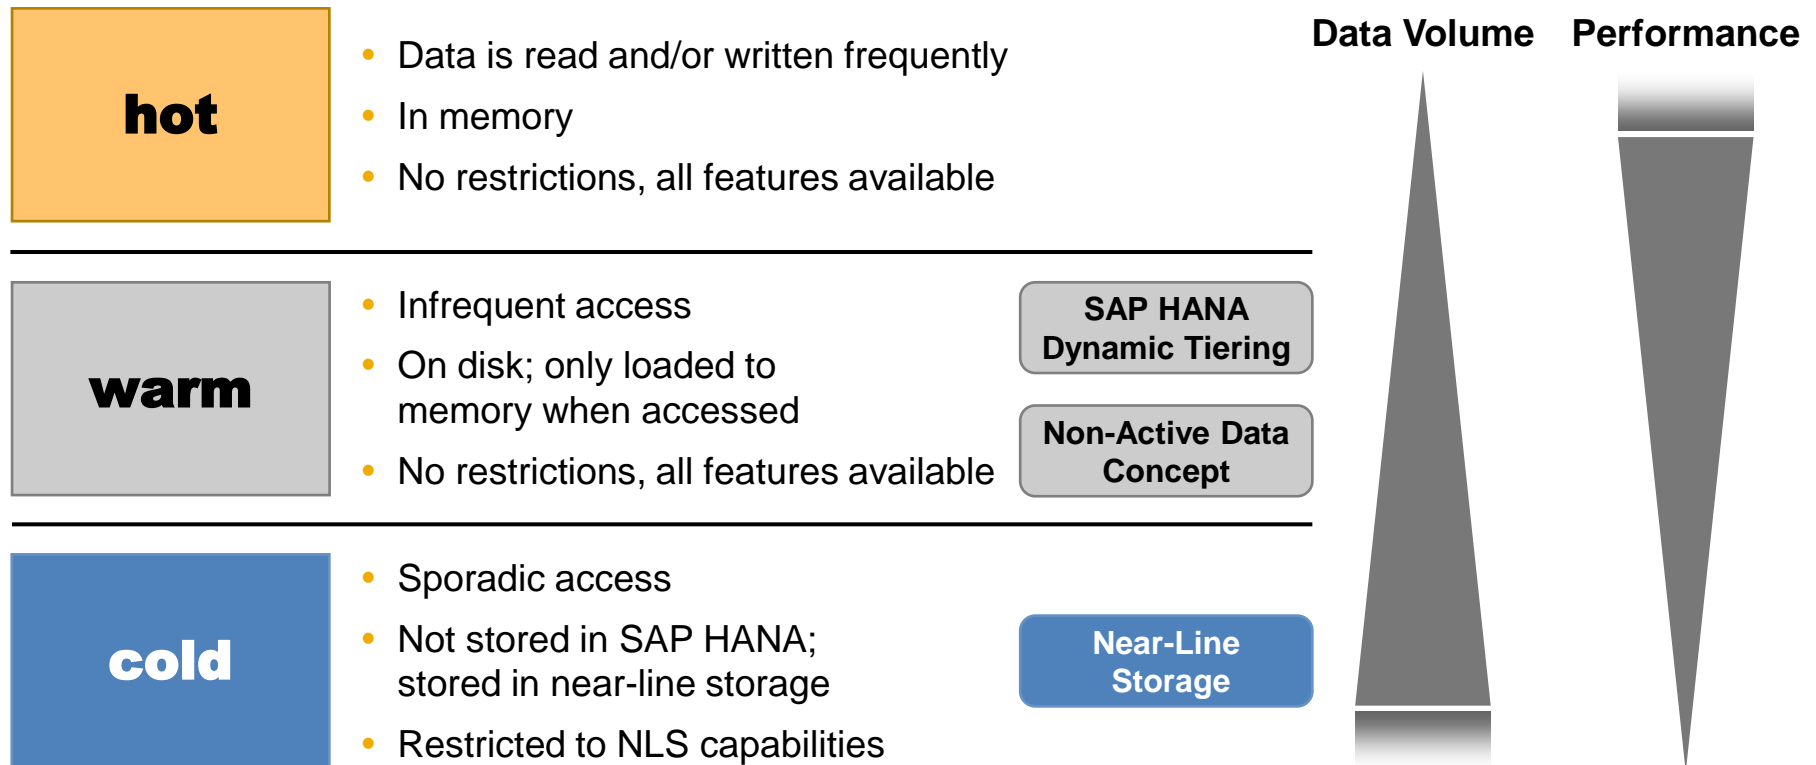 Data Volume Performance
hot
• Data is read and/or written frequently
• In memory
• No restrictions, all features available
warm
• Infrequent access
• On disk; only loaded to
memory when accessed
• No restrictions, all features available
SAP HANA
Dynamic Tiering
Non-Active Data
Concept
cold
• Sporadic access
• Not stored in SAP HANA;
stored in near-line storage
• Restricted to NLS capabilities
Near-Line
Storage